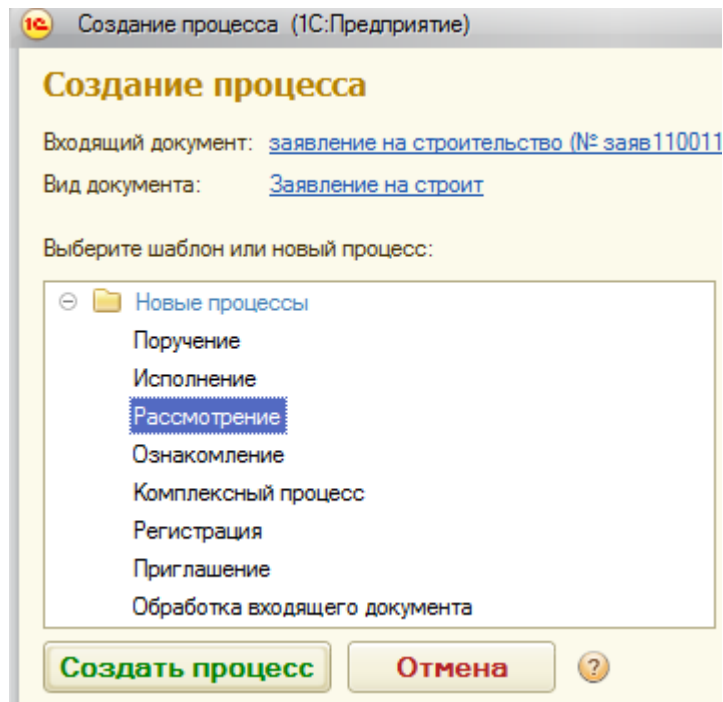 1С Создание процесса (1С:Предприятие)
Создание процесса
Входящий документ: заявление на строительство (№ заяв110011
Вид документа: Заявление на строит
Выберите шаблон или новый процесс:
Новые процессы
Поручение
Исполнение
Рассмотрение
Ознакомление
Комплексный процесс
Регистрация
Приглашение
Обработка входящего документа
Создать процесс Отмена ?